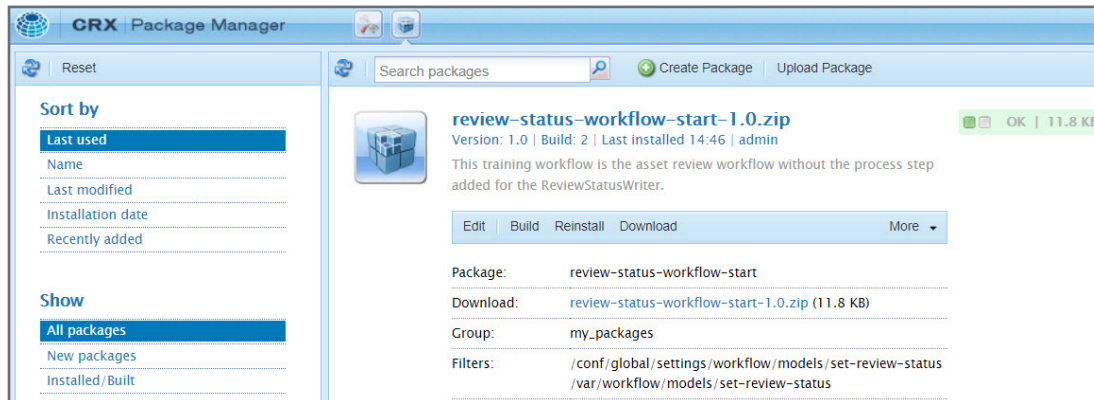 CRX Package Manager
Reset
Search packages
Create Package
Upload Package
Sort by
Last used
Name
Last modified
Installation date
Recently added
Show
All packages
New packages
Installed/Built
review-status-workflow-start-1.0.zip
Version: 1.0 | Build: 2 | Last installed 14:46 | admin
This training workflow is the asset review workflow without the process step
added for the ReviewStatusWriter.
OK | 11.8 KB
Edit Build Reinstall Download More
Package: review-status-workflow-start
Download: review-status-workflow-start-1.0.zip (11.8 KB)
Group: my_packages
Filters: /conf/global/settings/workflow/models/set-review-status
/var/workflow/models/set-review-status